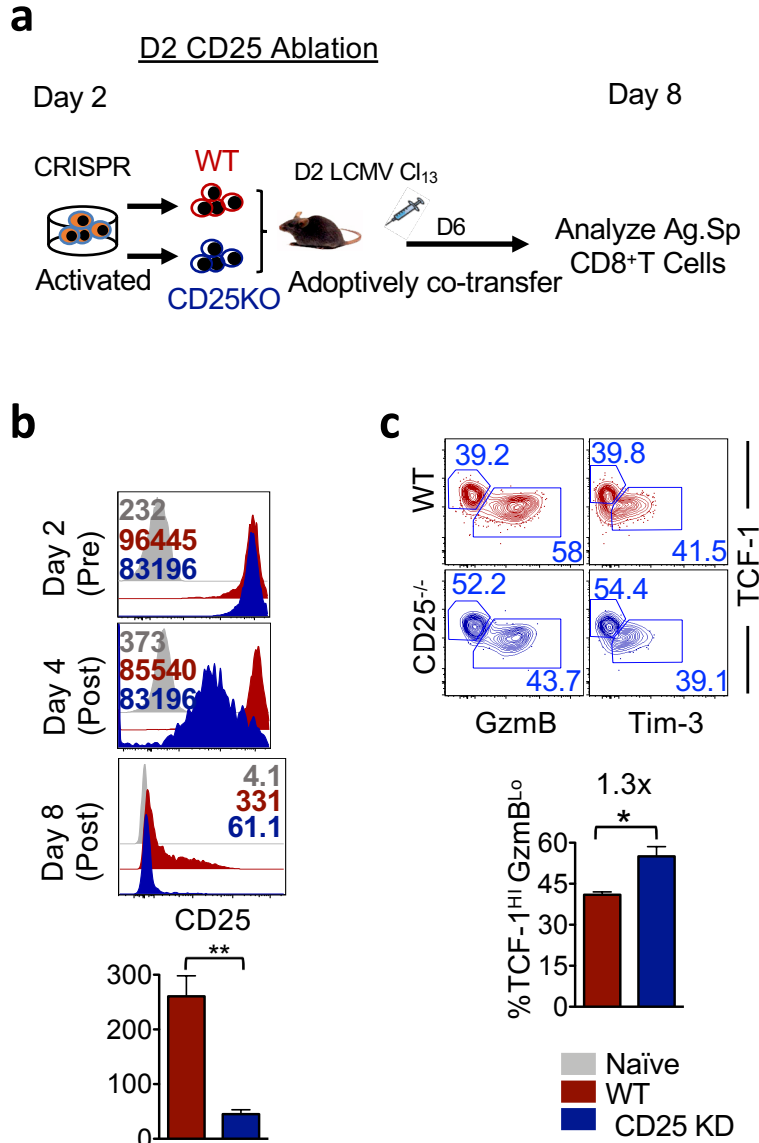 a
D2 CD25 Ablation
Day 2
Day 8
CRISPR
WT
D2 LCMV Cl13
D6
Activated
CD25KO
Adoptively co-transfer
Analyze Ag.Sp
CD8+T Cells
b
Day 2
(Pre)
232
96445
83196
Day 4
(Post)
373
85540
83196
Day 8
(Post)
4.1
331
61.1
CD25
**
300
200
100
50
0
c
WT
39.2
58
39.8
41.5
CD25-/-
52.2
43.7
54.4
39.1
TCF-1
GzmB
Tim-3
1.3x
*
%TCF-1HI GzmBLo
60
45
30
15
0
Naïve
WT
CD25 KD